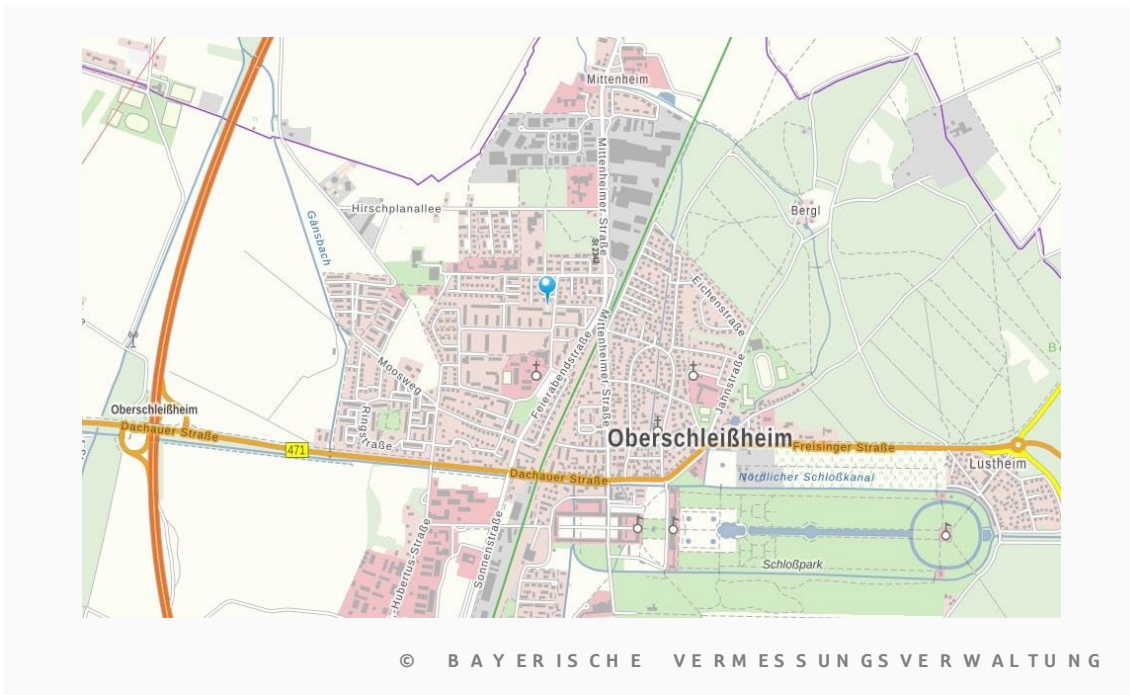 Mittenheim
Mittenheimer Straße
Hirschplanallee
Bergl
Gänsbach
St 2342
Eichenstraße
Mittenheimer Straße
Feierabendstraße
Moosweg
Jahnstraße
Ringstraße
Oberschleißheim
Dachauer Straße
Oberschleißheim
471
Freisinger Straße
Lustheim
Dachauer Straße
Nördlicher Schloßkanal
Sonnenstraße
-Hubertus-Straße
Schloßpark
© BAYERISCHE VERMESSUNGSVERWALTUNG